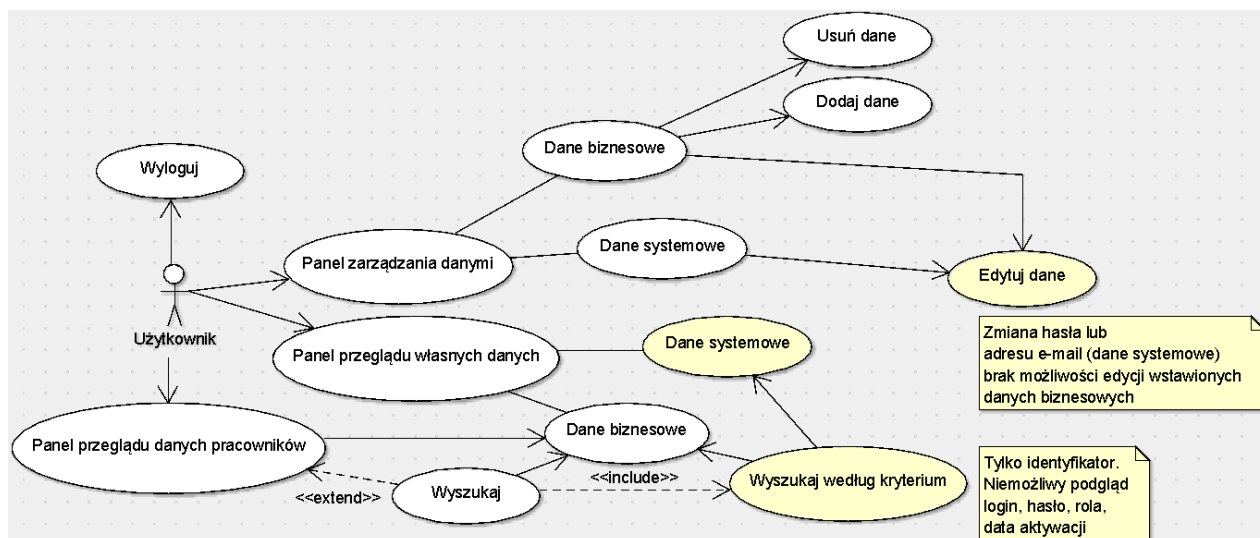 Usuń dane
Dodaj dane
Dane biznesowe
Wyloguj
Dane systemowe
Panel zarządzania danymi
Edytuj dane
Użytkownik
Zmiana hasła lub
adresu e-mail (dane systemowe)
brak możliwości edycji wstawionych
danych biznesowych
Dane systemowe
Panel przeglądu własnych danych
Dane biznesowe
Panel przeglądu danych pracowników
<<extend>>
Wyszukaj
<<include>>
Wyszukaj według kryterium
Tylko identyfikator.
Niemożliwy podgląd
login, hasło, rola,
data aktywacji